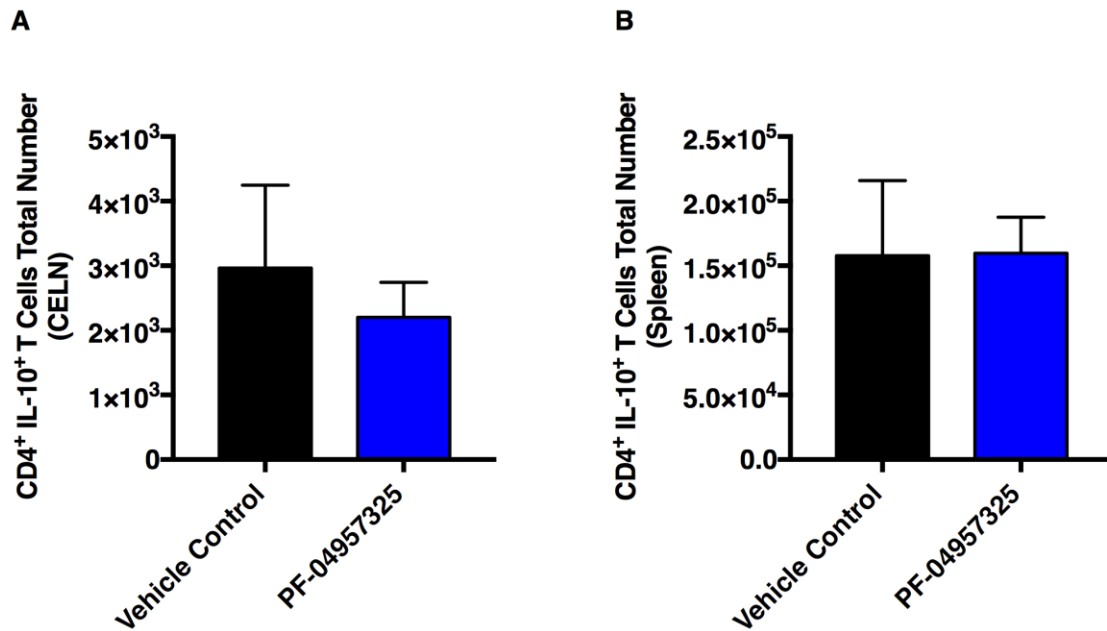 A
CD4⁺ IL-10⁺ T Cells Total Number
(CELN)
5×10³
4×10³
3×10³
2×10³
1×10³
0
Vehicle Control
PF-04957325
B
CD4⁺ IL-10⁺ T Cells Total Number
(Spleen)
2.5×10⁵
2.0×10⁵
1.5×10⁵
1.0×10⁵
5.0×10⁴
0.0
Vehicle Control
PF-04957325